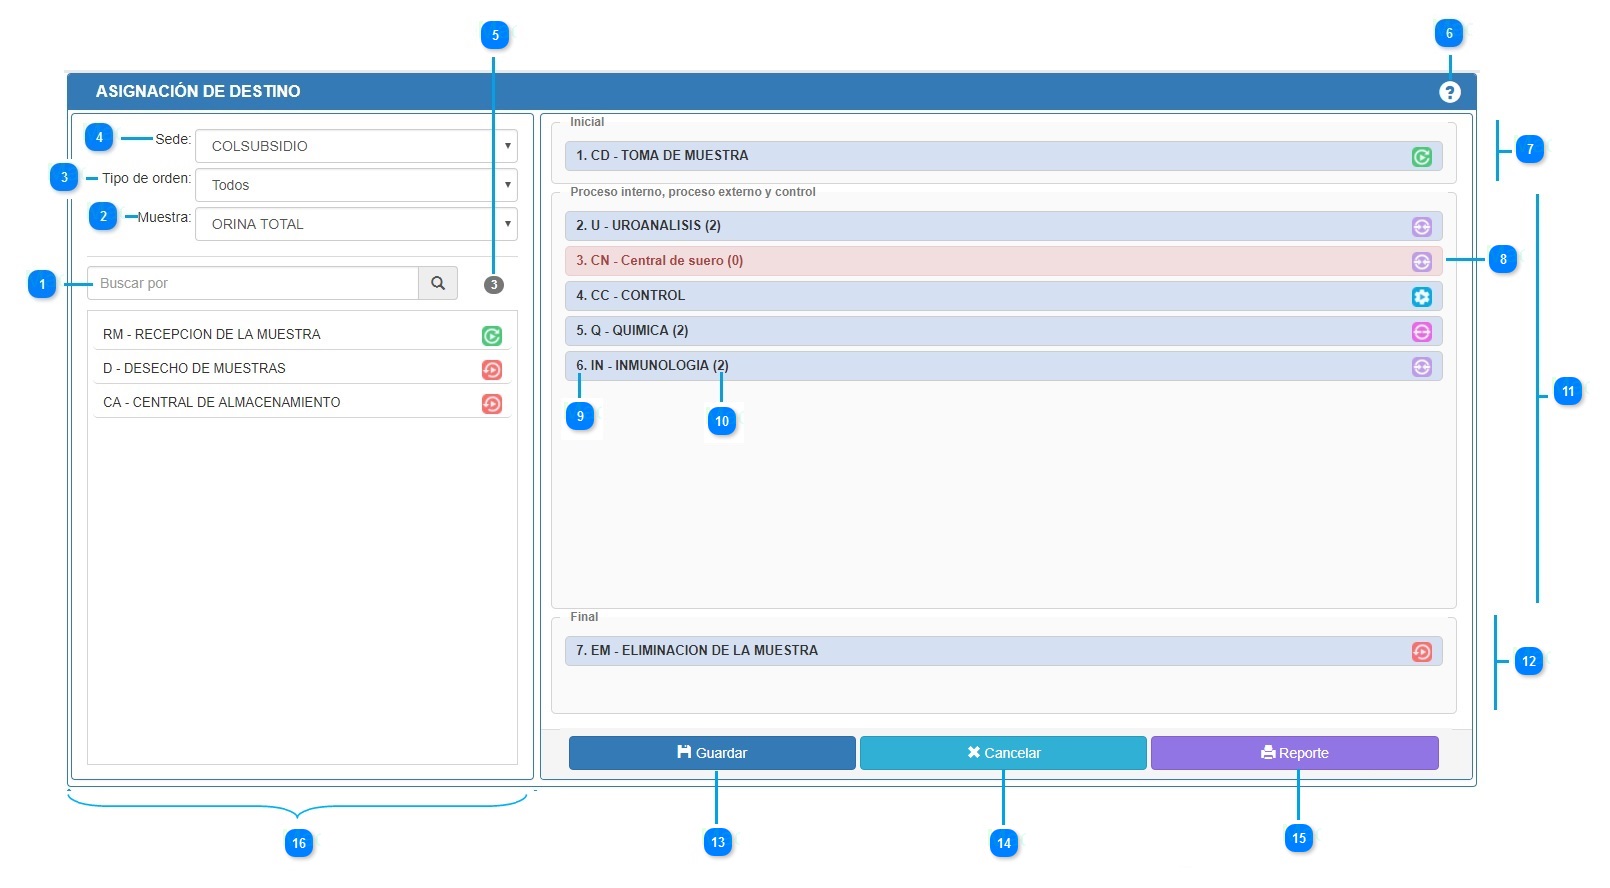 5
6
ASIGNACIÓN DE DESTINO
?
4
Sede:
COLSUBSIDIO
3
Tipo de orden:
Todos
2
Muestra:
ORINA TOTAL
1
Buscar por
3
RM - RECEPCION DE LA MUESTRA
D - DESECHO DE MUESTRAS
CA - CENTRAL DE ALMACENAMIENTO
16
Inicial
1. CD - TOMA DE MUESTRA
7
Proceso interno, proceso externo y control
2. U - UROANALISIS (2)
3. CN - Central de suero (0)
8
4. CC - CONTROL
5. Q - QUIMICA (2)
6. IN - INMUNOLOGIA (2)
9
10
11
Final
7. EM - ELIMINACION DE LA MUESTRA
12
Guardar
Cancelar
Reporte
13
14
15